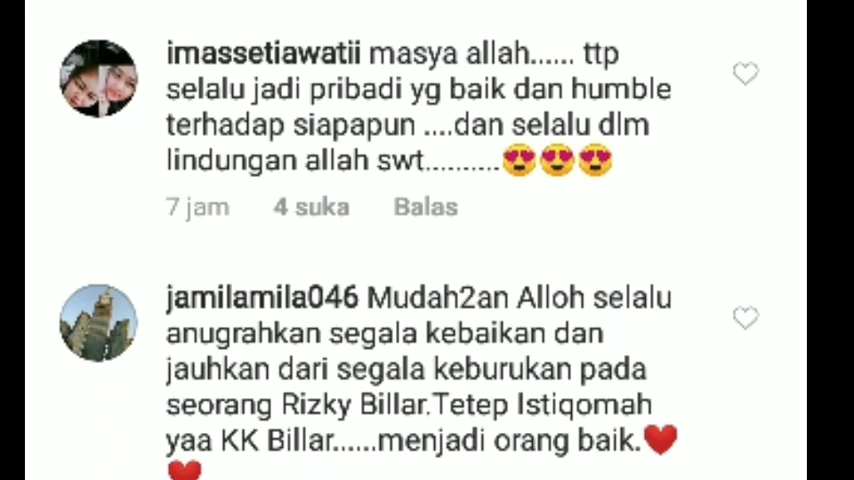 imassetiawatii masya allah...... ttp
selalu jadi pribadi yg baik dan humble
terhadap siapapun ....dan selalu dlm
lindungan allah swt..........😍😍😍
7 jam 4 suka Balas
jamilamila046 Mudah2an Alloh selalu
anugrahkan segala kebaikan dan
jauhkan dari segala keburukan pada
seorang Rizky Billar.Tetep Istiqomah
yaa KK Billar......menjadi orang baik.❤️
❤️